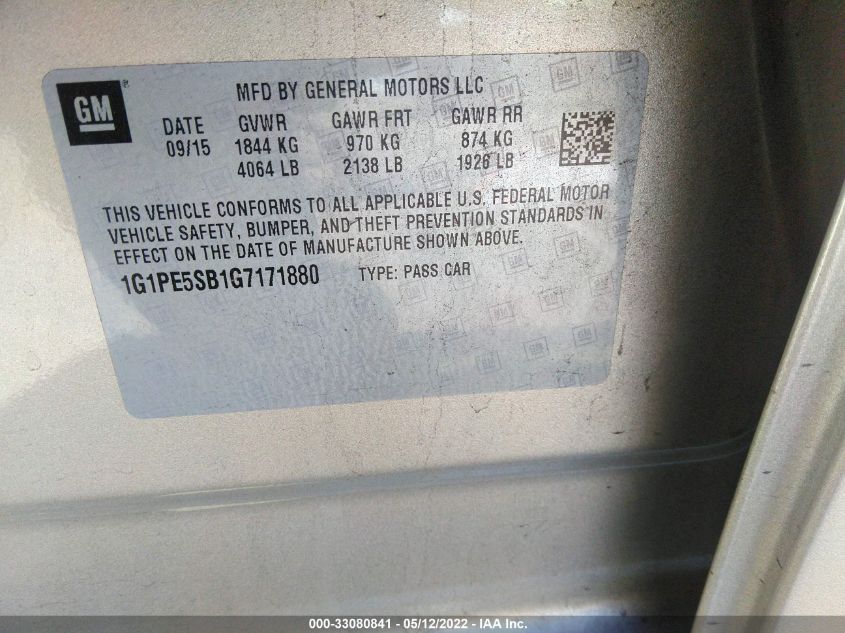 GM®
MFD BY GENERAL MOTORS LLC
DATE GVWR GAWR FRT GAWR RR
09/15 1844 KG 970 KG 874 KG
4064 LB 2138 LB 1926 LB
THIS VEHICLE CONFORMS TO ALL APPLICABLE U.S. FEDERAL MOTOR
VEHICLE SAFETY, BUMPER, AND THEFT PREVENTION STANDARDS IN
EFFECT ON THE DATE OF MANUFACTURE SHOWN ABOVE.
1G1PE5SB1G7171880 TYPE: PASS CAR
000-33080841 - 05/12/2022 - IAA Inc.